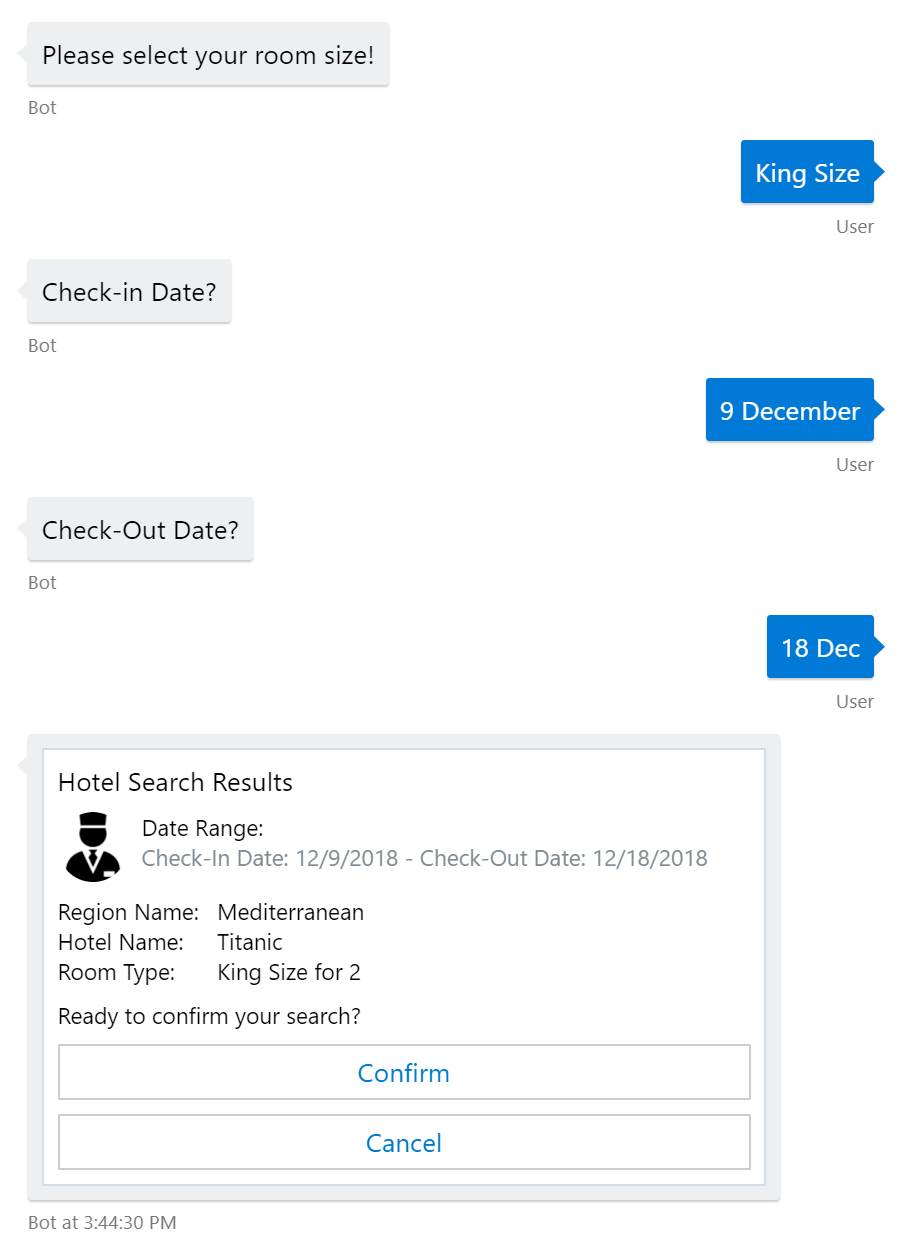 Please select your room size!
Bot
King Size
User
Check-in Date?
Bot
9 December
User
Check-Out Date?
Bot
18 Dec
User
Hotel Search Results
Date Range:
Check-In Date: 12/9/2018 - Check-Out Date: 12/18/2018
Region Name: Mediterranean
Hotel Name: Titanic
Room Type: King Size for 2
Ready to confirm your search?
Confirm
Cancel
Bot at 3:44:30 PM